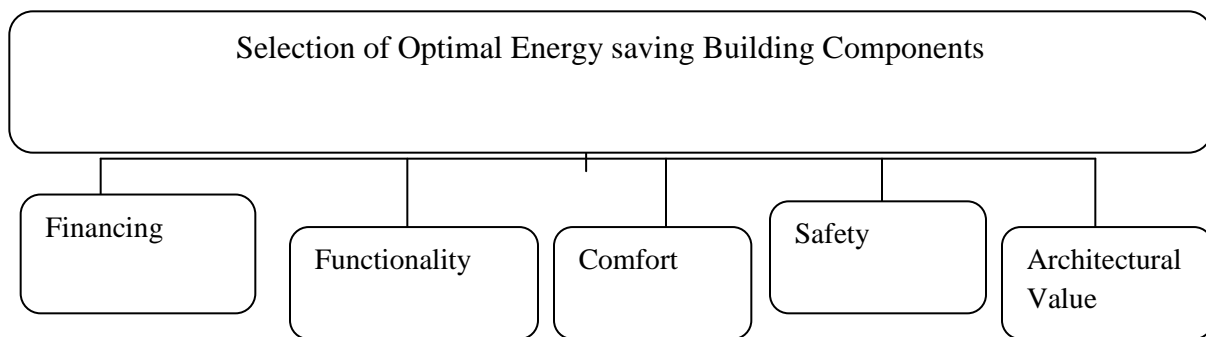 Selection of Optimal Energy saving Building Components
Financing
Functionality
Comfort
Safety
Architectural
Value